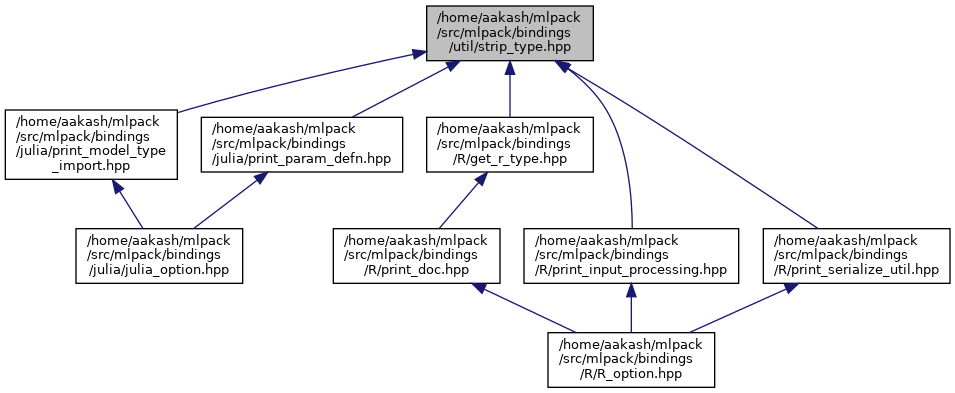 /home/aakash/mlpack
/src/mlpack/bindings
/util/strip_type.hpp
/home/aakash/mlpack
/src/mlpack/bindings
/julia/print_model_type
_import.hpp
/home/aakash/mlpack
/src/mlpack/bindings
/julia/print_param_defn.hpp
/home/aakash/mlpack
/src/mlpack/bindings
/R/get_r_type.hpp
/home/aakash/mlpack
/src/mlpack/bindings
/julia/julia_option.hpp
/home/aakash/mlpack
/src/mlpack/bindings
/R/print_doc.hpp
/home/aakash/mlpack
/src/mlpack/bindings
/R/print_input_processing.hpp
/home/aakash/mlpack
/src/mlpack/bindings
/R/print_serialize_util.hpp
/home/aakash/mlpack
/src/mlpack/bindings
/R/R_option.hpp